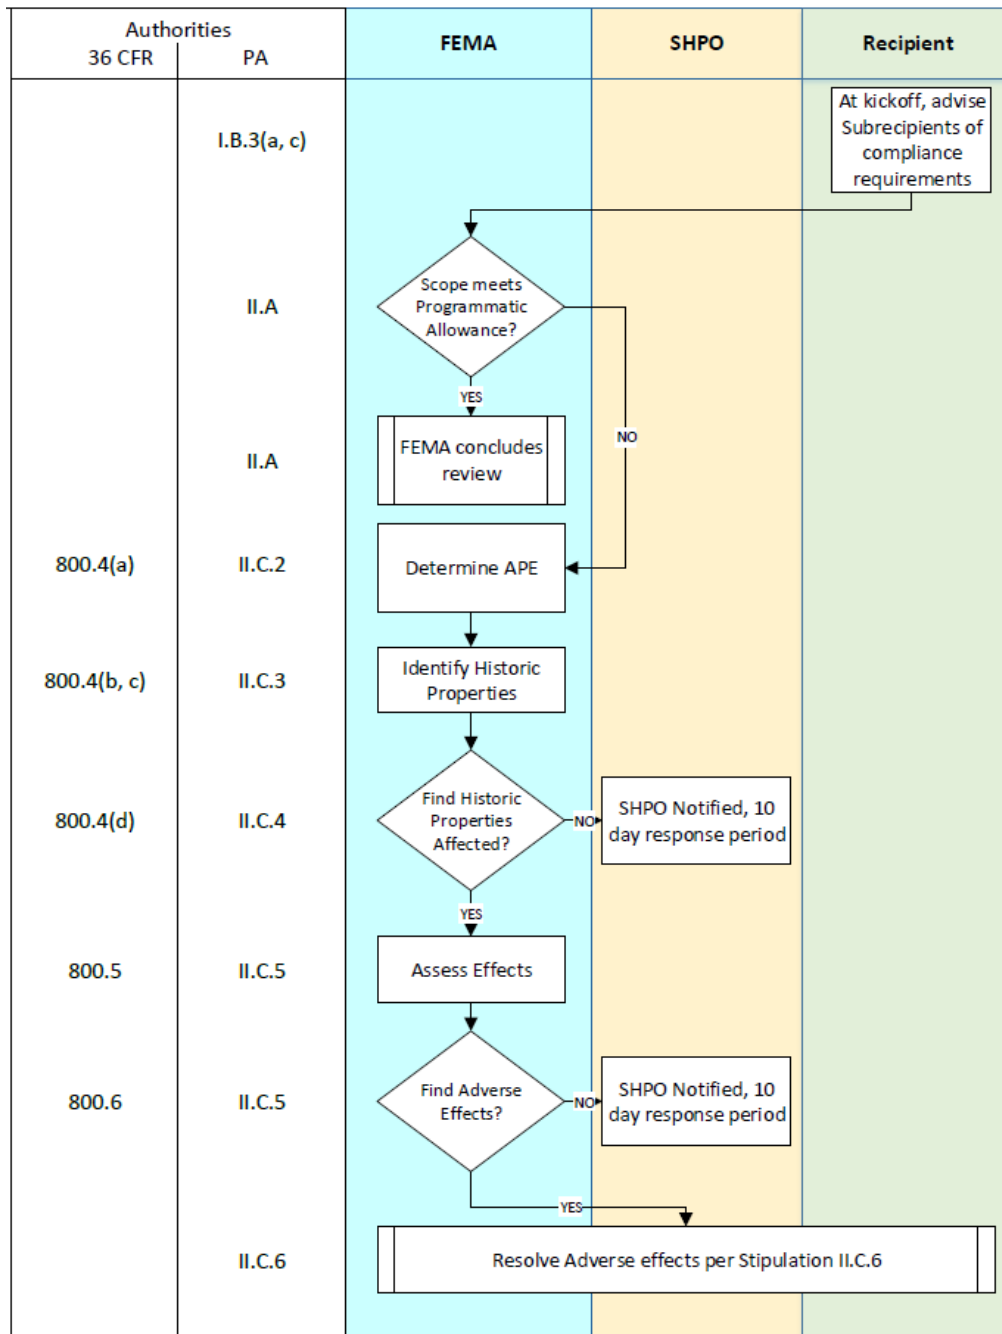 Authorities
36 CFR PA
FEMA
SHPO
Recipient
At kickoff, advise
Subrecipients of
compliance
requirements
I.B.3(a, c)
II.A
Scope meets
Programmatic
Allowance?
YES
NO
II.A
FEMA concludes
review
800.4(a)
II.C.2
Determine APE
800.4(b, c)
II.C.3
Identify Historic
Properties
800.4(d)
II.C.4
Find Historic
Properties
Affected?
NO
SHPO Notified, 10
day response period
YES
800.5
II.C.5
Assess Effects
800.6
II.C.5
Find Adverse
Effects?
NO
SHPO Notified, 10
day response period
YES
II.C.6
Resolve Adverse effects per Stipulation II.C.6